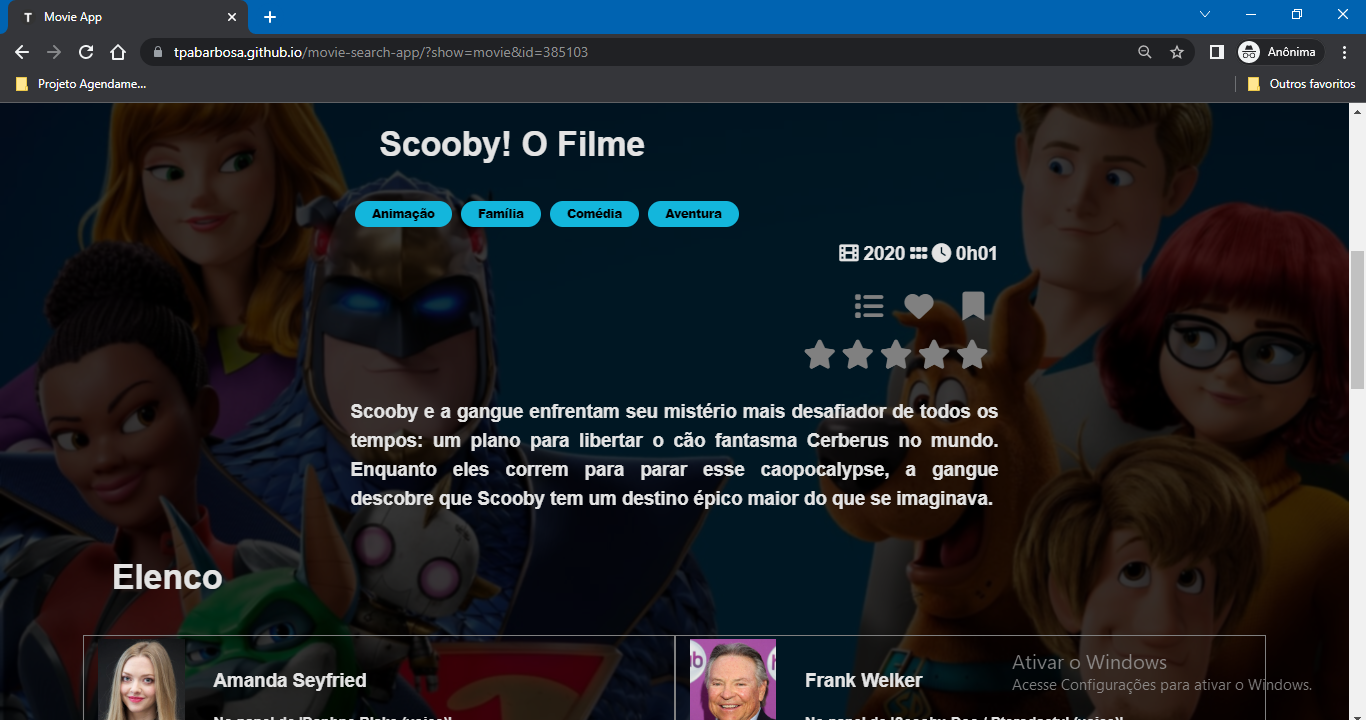 T Movie App
tpabarbosa.github.io/movie-search-app/?show=movie&id=385103
Anônima
Projeto Agendame...
Outros favoritos
Scooby! O Filme
Animação Família Comédia Aventura
2020 0h01
Scooby e a gangue enfrentam seu mistério mais desafiador de todos os
tempos: um plano para libertar o cão fantasma Cerberus no mundo.
Enquanto eles correm para parar esse caopocalypse, a gangue
descobre que Scooby tem um destino épico maior do que se imaginava.
Elenco
Amanda Seyfried
Frank Welker
Ativar o Windows
Acesse Configurações para ativar o Windows.